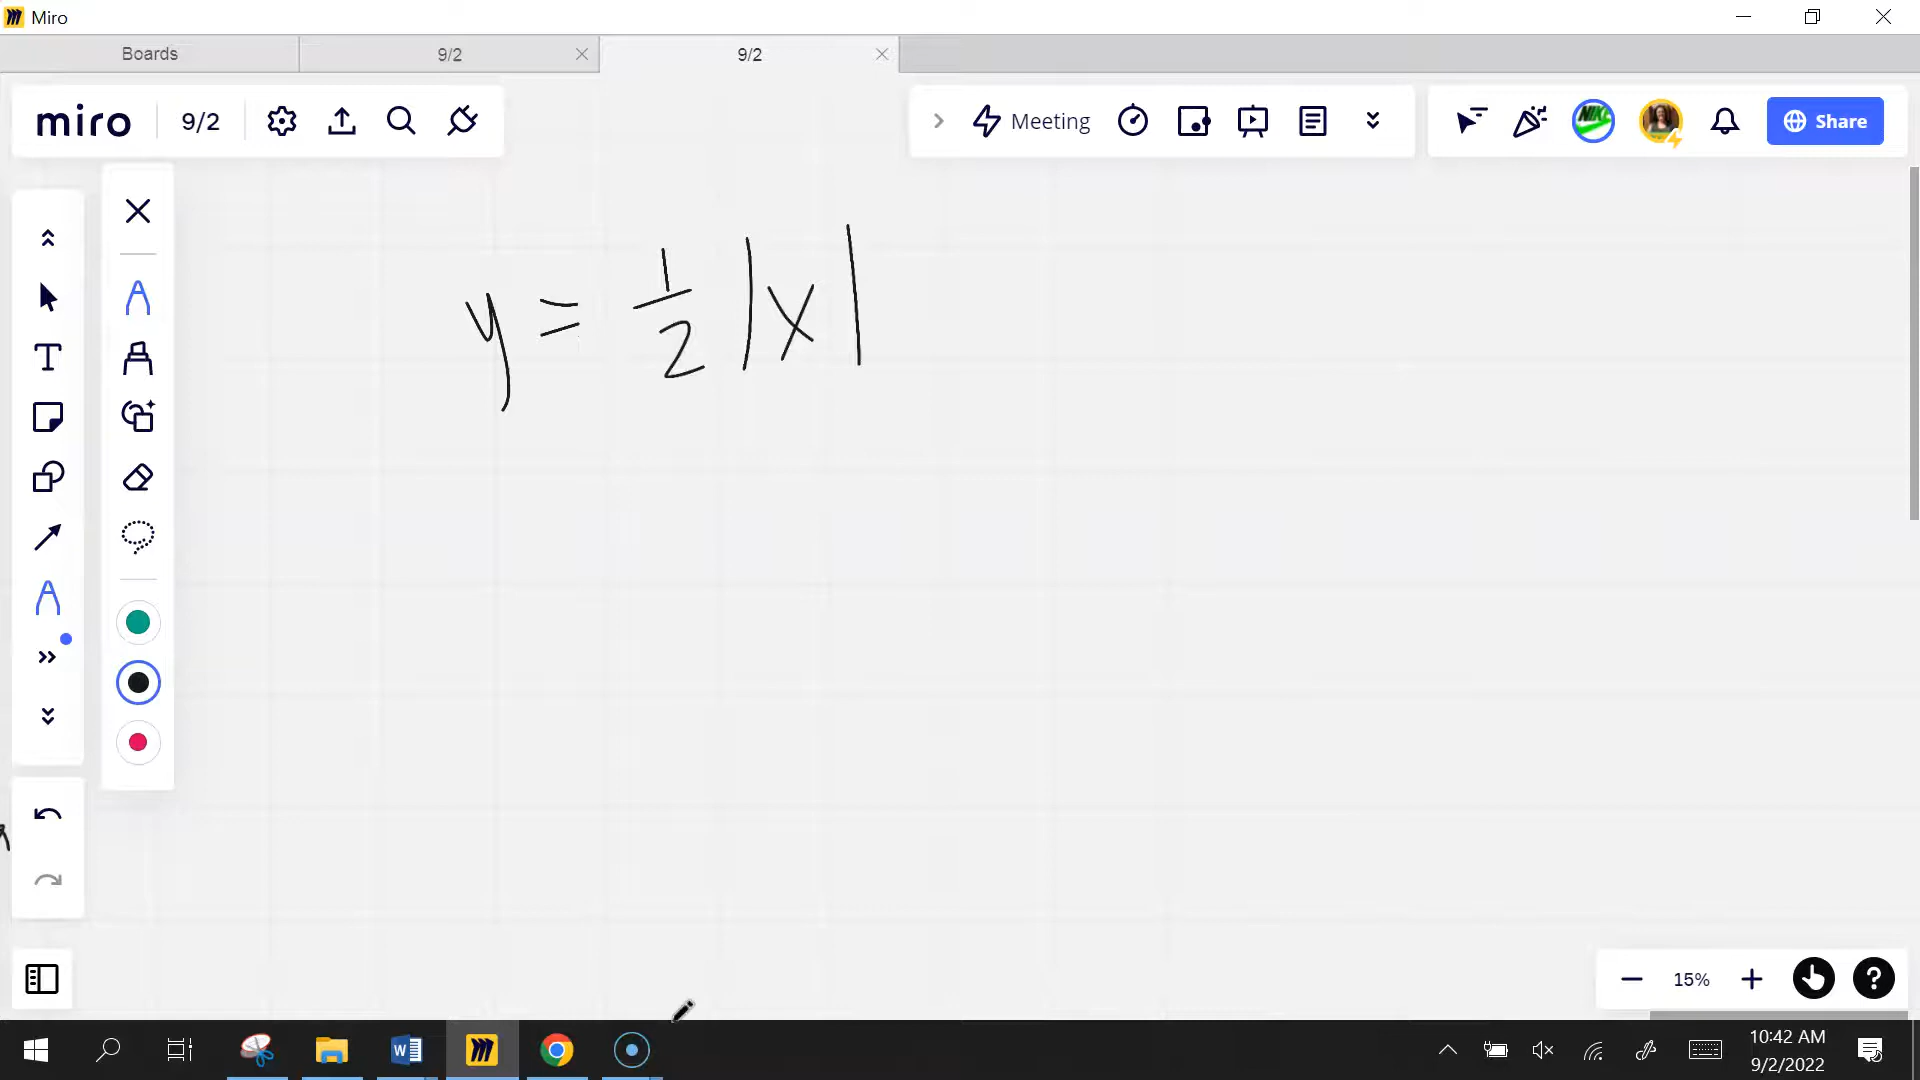 Miro
Boards 9/2 9/2
miro 9/2 Meeting NIKE Share
y = 1/2 |x|
T
15% ?
10:42 AM
9/2/2022